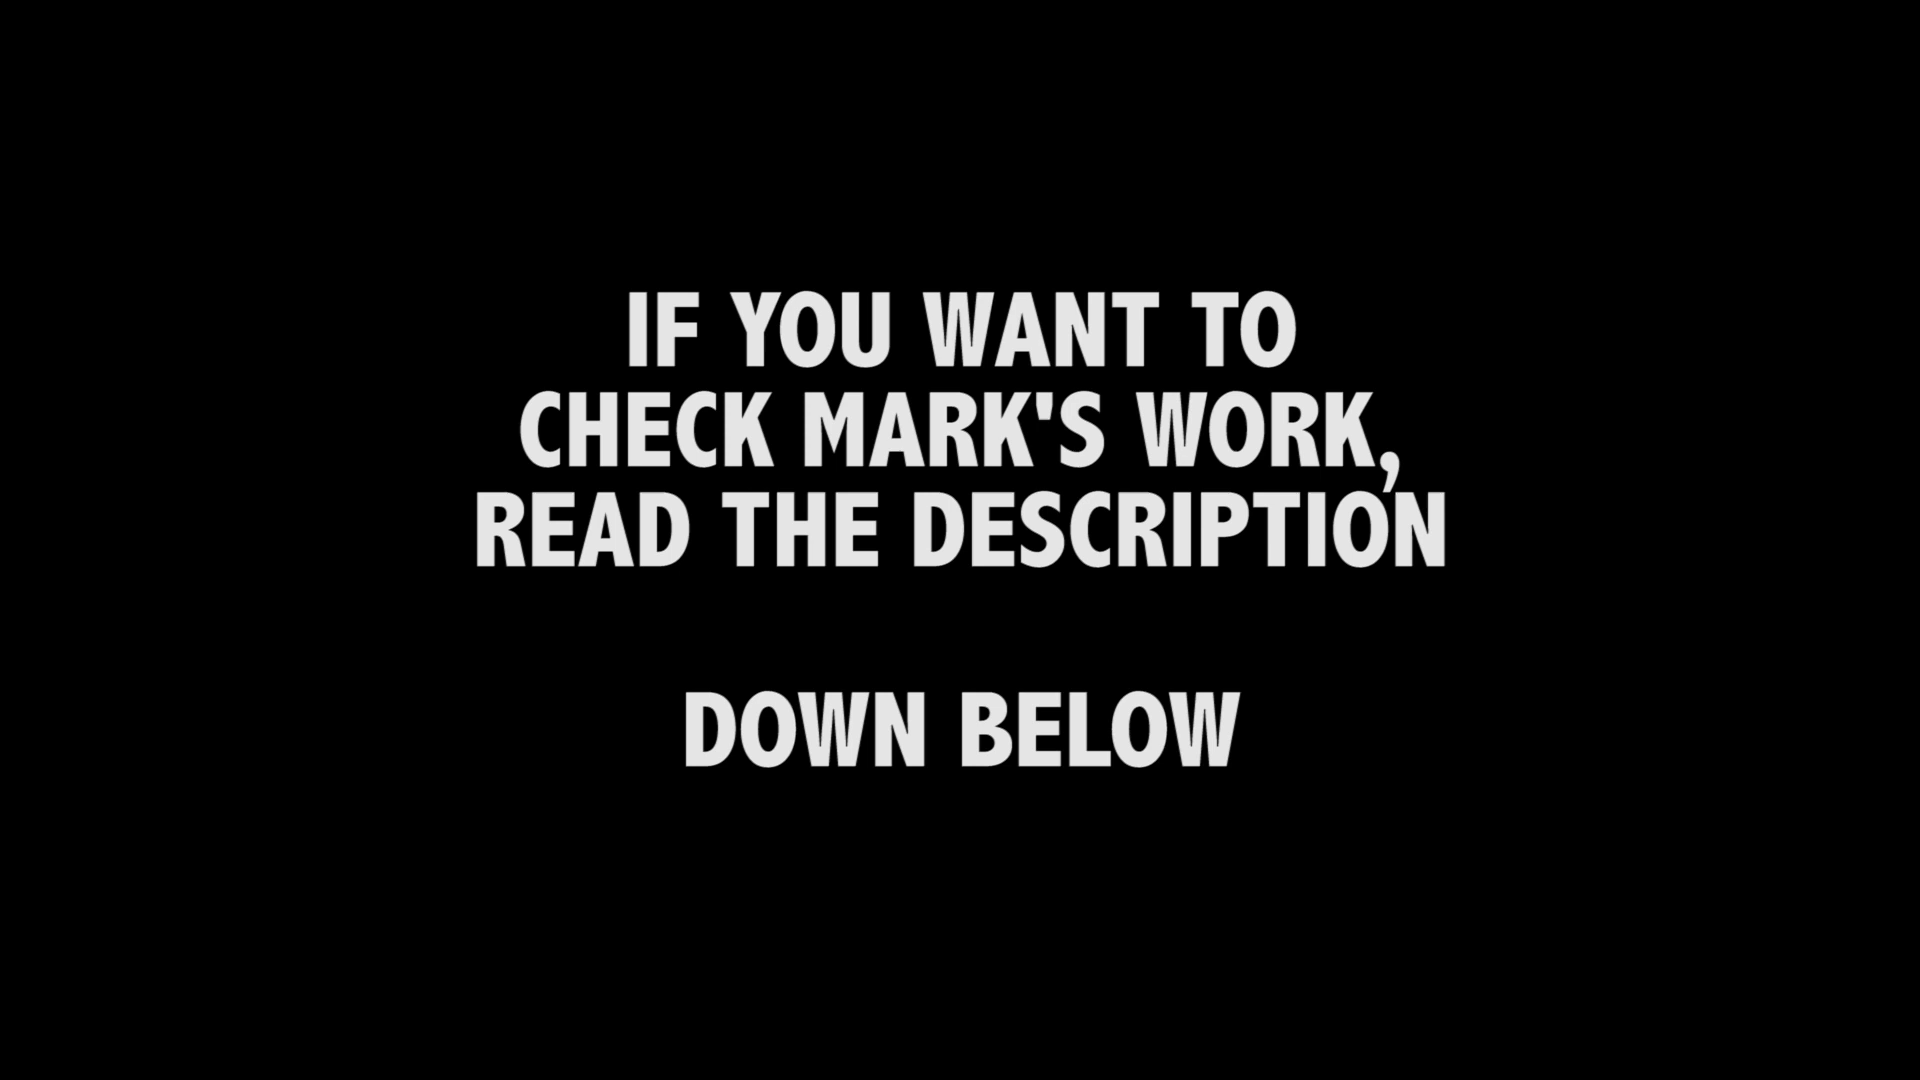 IF YOU WANT TO
CHECK MARK'S WORK,
READ THE DESCRIPTION
DOWN BELOW